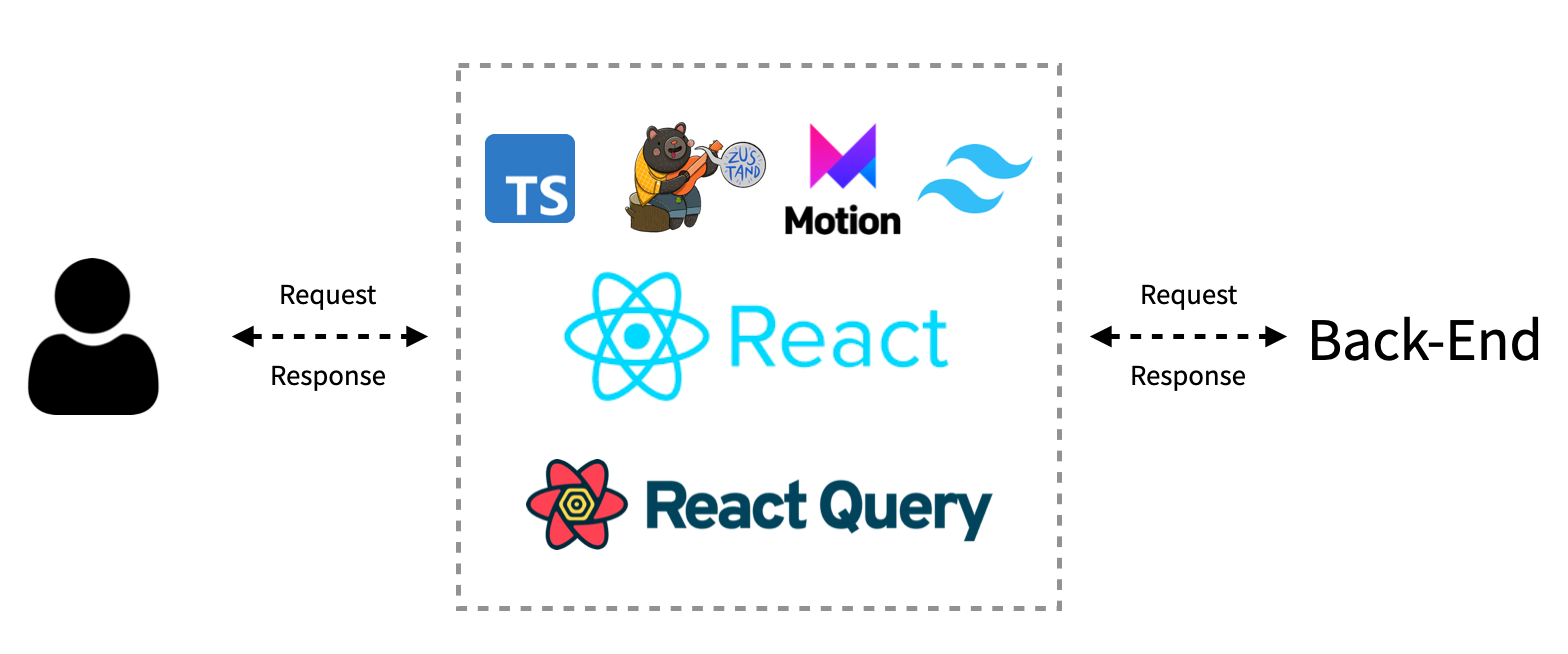 TS
ZUS
TAND
Motion
Request
Response
React
Request
Response
Back-End
React Query